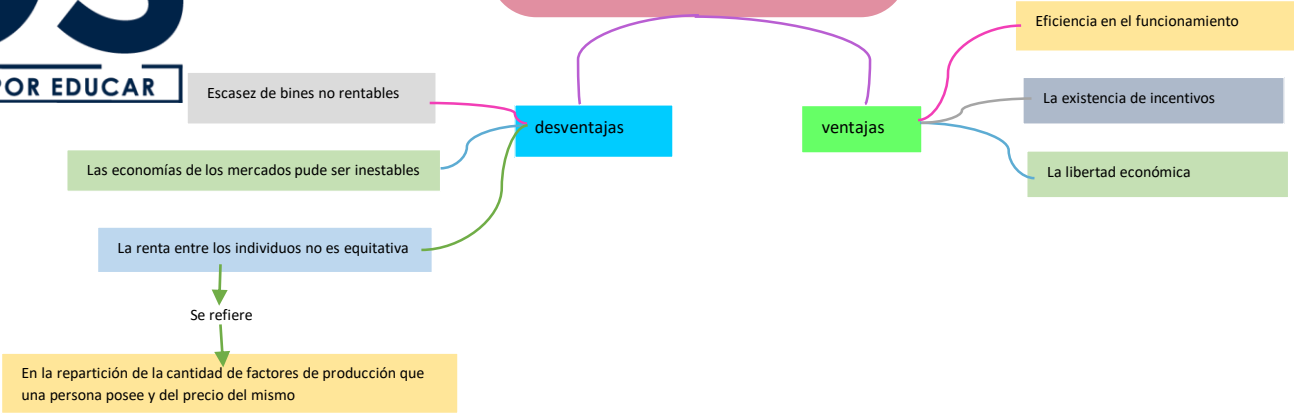 POR EDUCAR
Eficiencia en el funcionamiento
Escasez de bines no rentables
La existencia de incentivos
desventajas
ventajas
Las economías de los mercados pude ser inestables
La libertad económica
La renta entre los individuos no es equitativa
Se refiere
En la repartición de la cantidad de factores de producción que
una persona posee y del precio del mismo